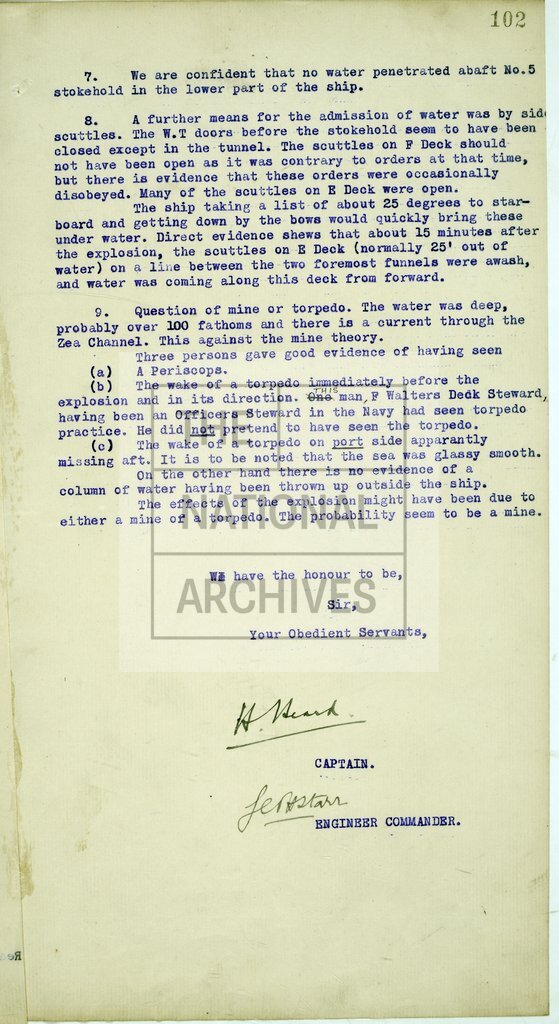 102
7. We are confident that no water penetrated abaft No.5
stokehold in the lower part of the ship.
8. A further means for the admission of water was by side
scuttles. The W.T doors before the stokehold seem to have been
closed except in the tunnel. The scuttles on F Deck should
not have been open as it was contrary to orders at that time,
but there is evidence that these orders were occasionally
disobeyed. Many of the scuttles on E Deck were open.
The ship taking a list of about 25 degrees to star-
board and getting down by the bows would quickly bring these
under water. Direct evidence shews that about 15 minutes after
the explosion, the scuttles on E Deck (normally 25' out of
water) on a line between the two foremost funnels were awash,
and water was coming along this deck from forward.
9. Question of mine or torpedo. The water was deep,
probably over 100 fathoms and there is a current through the
Zea Channel. This against the mine theory.
Three persons gave good evidence of having seen
(a) A Periscops.
(b) The wake of a torpedo immediately before the
explosion and in its direction. One THIS man, F Walters Deck Steward,
having been an Officers Steward in the Navy had seen torpedo
practice. He did not pretend to have seen the torpedo.
(c) The wake of a torpedo on port side apparantly
missing aft. It is to be noted that the sea was glassy smooth.
On the other hand there is no evidence of a
column of water having been thrown up outside the ship.
The effects of the explosion might have been due to
either a mine of a torpedo. The probability seem to be a mine.
We have the honour to be,
Sir,
Your Obedient Servants,
H. Heard.
CAPTAIN.
Starr
ENGINEER COMMANDER.
THE
NATIONAL
ARCHIVES